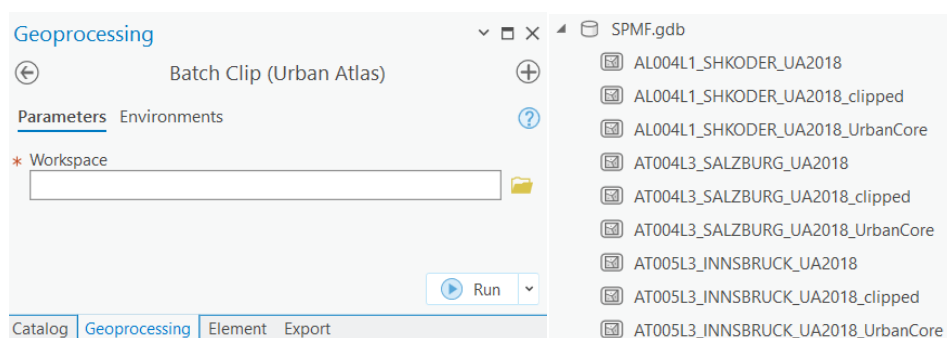 Geoprocessing
Batch Clip (Urban Atlas)
Parameters Environments
* Workspace
Run
Catalog Geoprocessing Element Export
SPMF.gdb
AL004L1_SHKODER_UA2018
AL004L1_SHKODER_UA2018_clipped
AL004L1_SHKODER_UA2018_UrbanCore
AT004L3_SALZBURG_UA2018
AT004L3_SALZBURG_UA2018_clipped
AT004L3_SALZBURG_UA2018_UrbanCore
AT005L3_INNSBRUCK_UA2018
AT005L3_INNSBRUCK_UA2018_clipped
AT005L3_INNSBRUCK_UA2018_UrbanCore